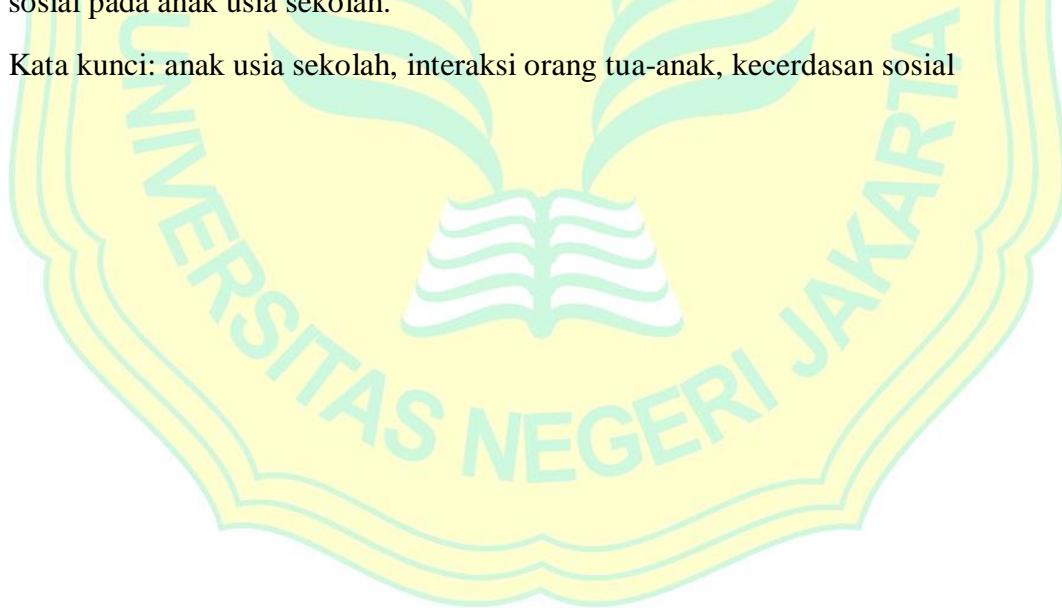 sosial pada anak usia sekolah.
Kata kunci: anak usia sekolah, interaksi orang tua-anak, kecerdasan sosial
UNIVERSITAS NEGERI JAKARTA